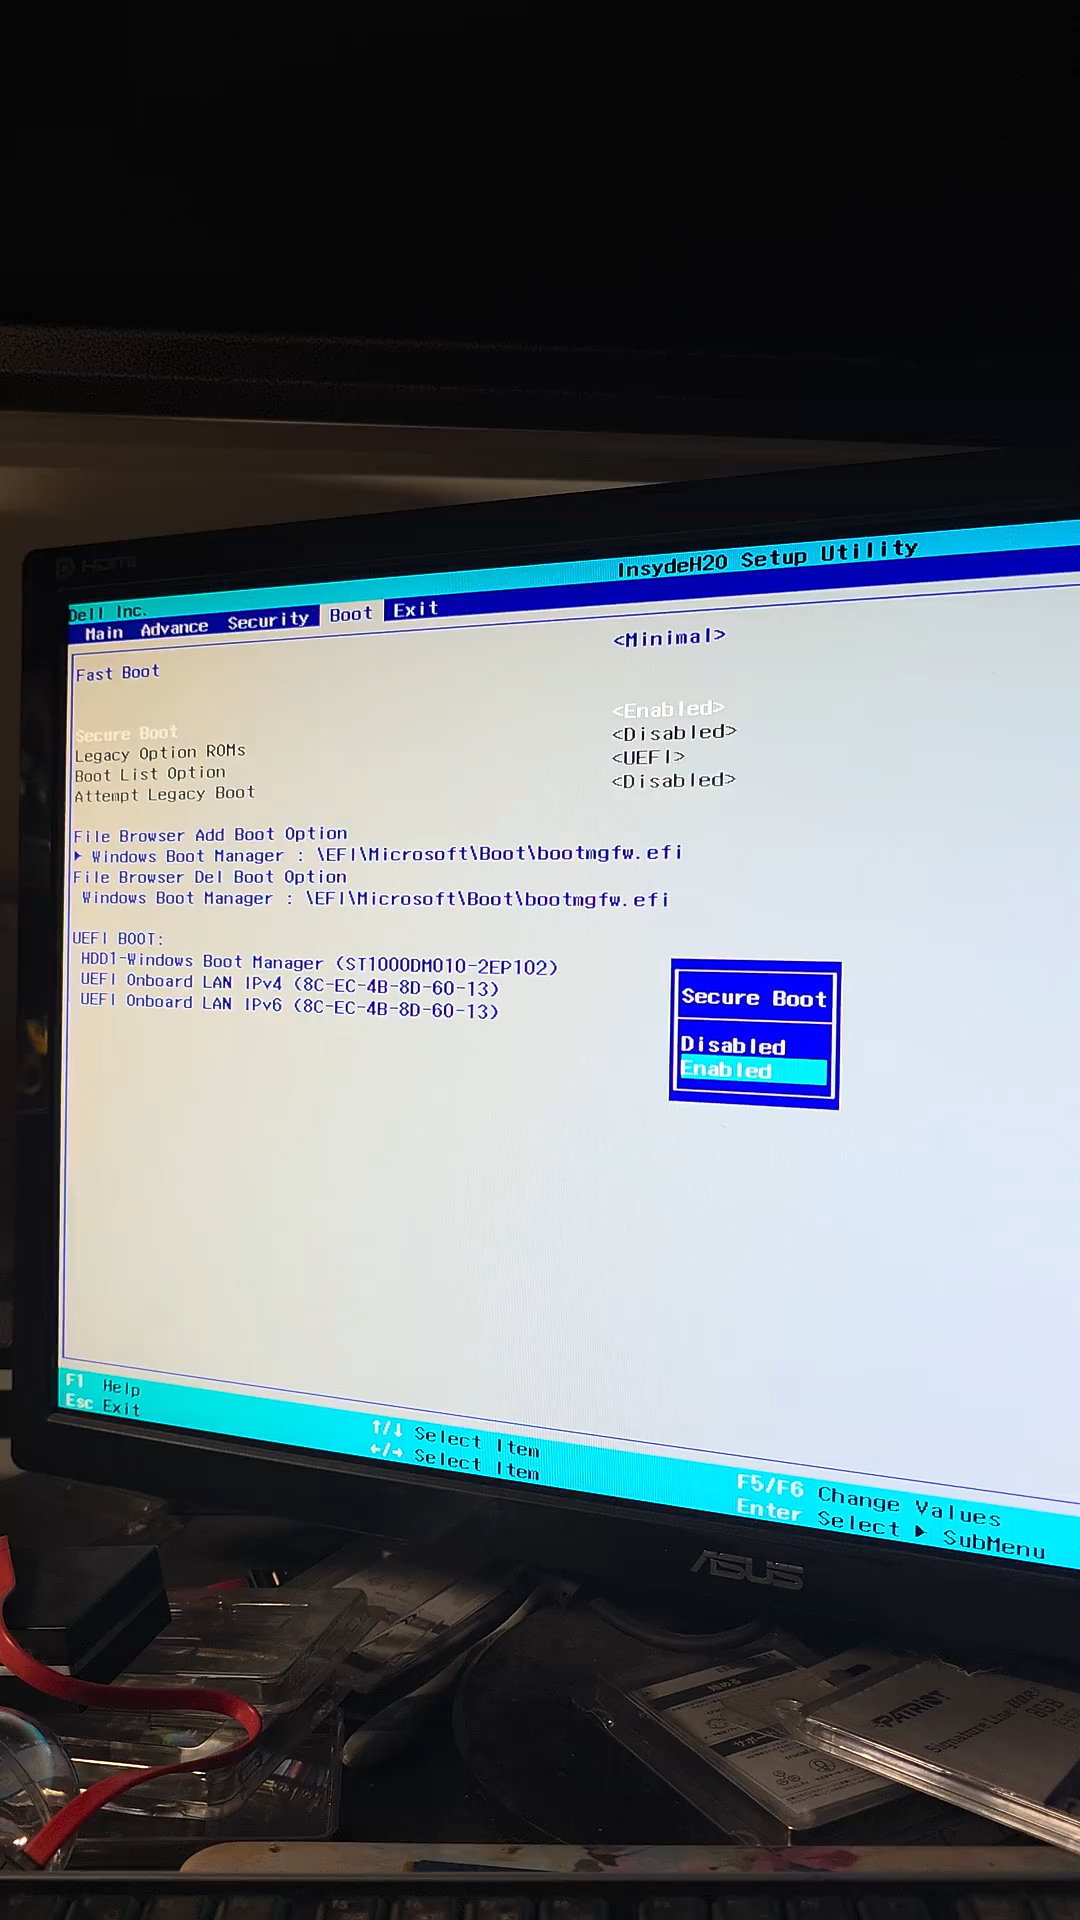 HDMI
InsydeH20 Setup Utility
Dell Inc.
Main Advance Security Boot Exit
Fast Boot <Minimal>
Secure Boot <Enabled>
Legacy Option ROMs <Disabled>
Boot List Option <UEFI>
Attempt Legacy Boot <Disabled>
File Browser Add Boot Option
Windows Boot Manager : \EFI\Microsoft\Boot\bootmgfw.efi
File Browser Del Boot Option
Windows Boot Manager : \EFI\Microsoft\Boot\bootmgfw.efi
UEFI BOOT:
HDD1-Windows Boot Manager (ST1000DM010-2EP102)
UEFI Onboard LAN IPv4 (8C-EC-4B-8D-60-13)
UEFI Onboard LAN IPv6 (8C-EC-4B-8D-60-13)
Secure Boot
Disabled
Enabled
F1 Help
Esc Exit
↑/↓ Select Item
←/→ Select Item
F5/F6 Change Values
Enter Select ▶ SubMenu
ASUS
PATRIOT
Signature Line DDR
8GB